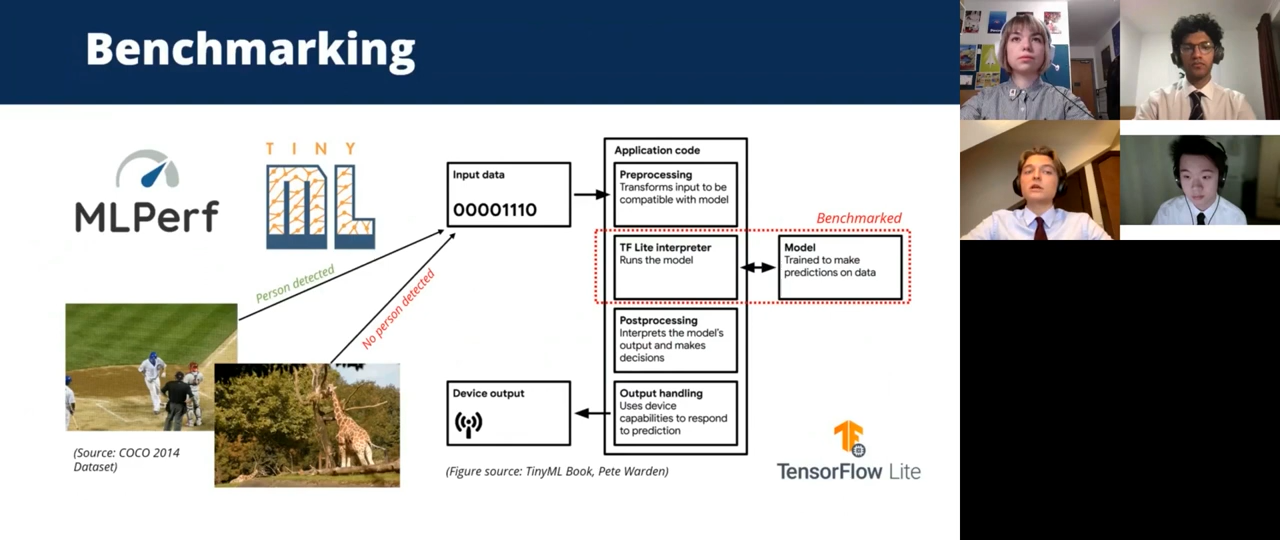 Benchmarking
MLPerf
TINY
ML
Input data
00001110
Application code
Preprocessing
Transforms input to be
compatible with model
Benchmarked
TF Lite interpreter
Runs the model
Model
Trained to make
predictions on data
Person detected
No person detected
Postprocessing
Interprets the model's
output and makes
decisions
Device output
Output handling
Uses device
capabilities to respond
to prediction
(Source: COCO 2014
Dataset)
(Figure source: TinyML Book, Pete Warden)
TensorFlow Lite